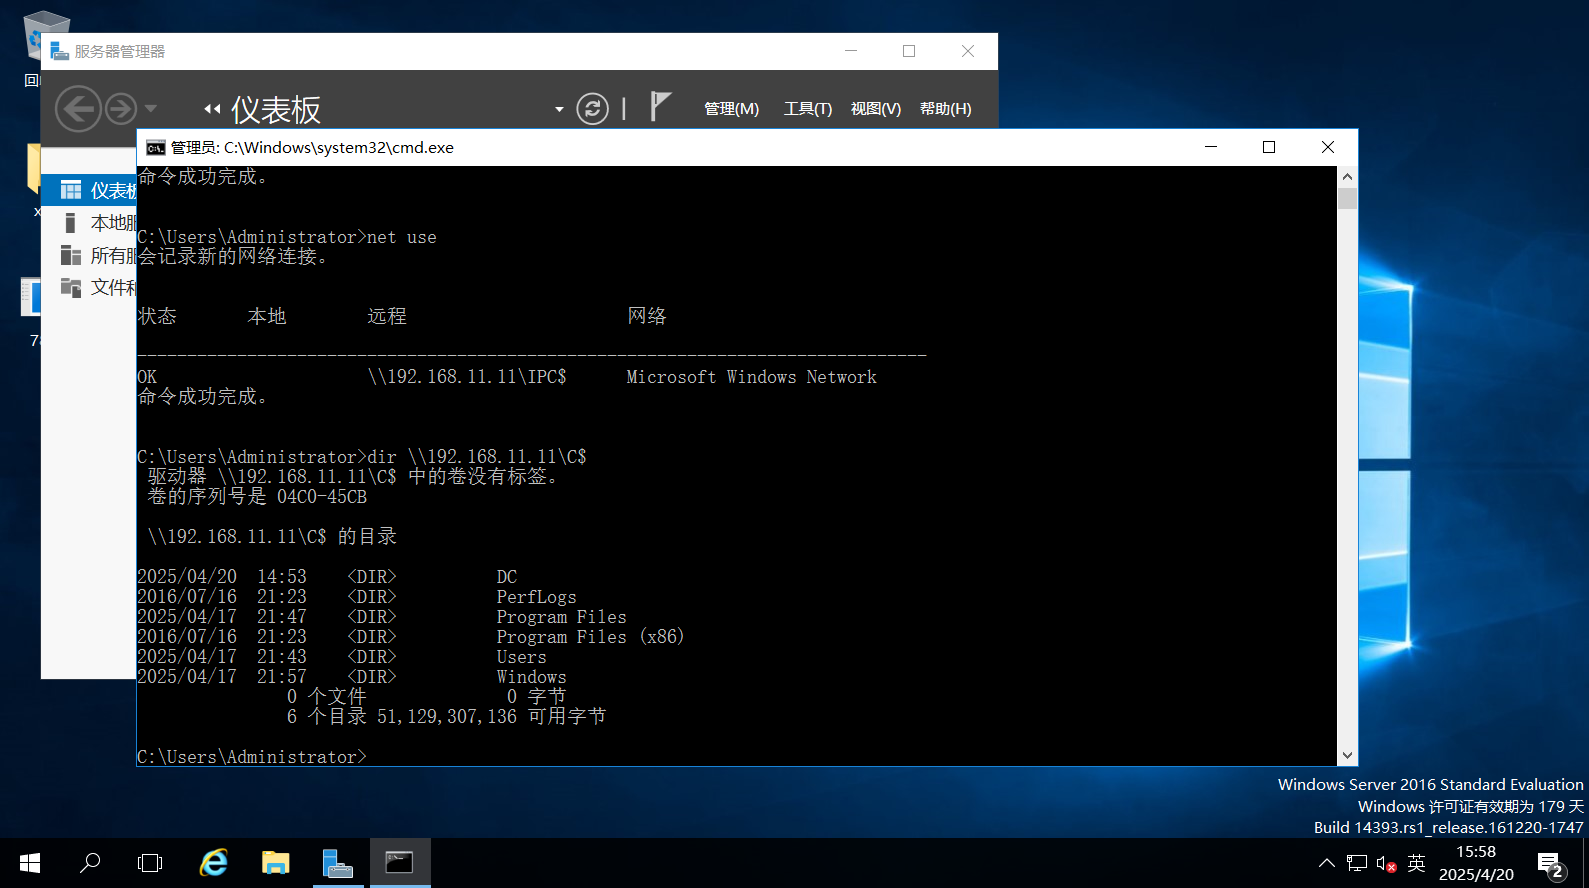 回
服务器管理器
仪表板
管理(M) 工具(T) 视图(V) 帮助(H)
管理员: C:\Windows\system32\cmd.exe
仪表板
本地服
所有服
文件和
x
命令成功完成。
C:\Users\Administrator>net use
会记录新的网络连接。
状态 本地 远程 网络
-------------------------------------------------------------------------------
OK \\192.168.11.11\IPC$ Microsoft Windows Network
命令成功完成。
C:\Users\Administrator>dir \\192.168.11.11\C$
驱动器 \\192.168.11.11\C$ 中的卷没有标签。
卷的序列号是 04C0-45CB
\\192.168.11.11\C$ 的目录
2025/04/20 14:53 <DIR> DC
2016/07/16 21:23 <DIR> PerfLogs
2025/04/17 21:47 <DIR> Program Files
2016/07/16 21:23 <DIR> Program Files (x86)
2025/04/17 21:43 <DIR> Users
2025/04/17 21:57 <DIR> Windows
0 个文件 0 字节
6 个目录 51,129,307,136 可用字节
C:\Users\Administrator>
Windows Server 2016 Standard Evaluation
Windows 许可证有效期为 179 天
Build 14393.rs1_release.161220-1747
英
15:58
2025/4/20
2